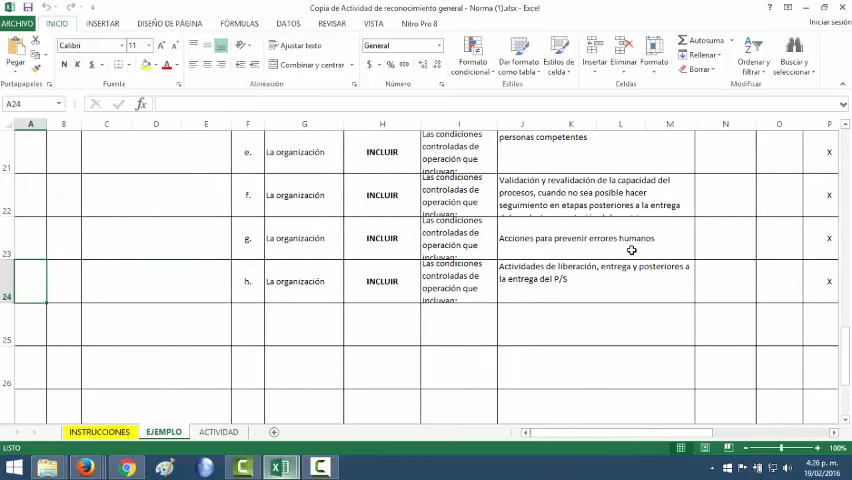 Copia de Actividad de reconocimiento general - Norma (1).xlsx - Excel
ARCHIVO INICIO INSERTAR DISEÑO DE PÁGINA FÓRMULAS DATOS REVISAR VISTA Nitro Pro 8 Iniciar sesión
Pegar
Calibri 11
N K S
Ajustar texto
Combinar y centrar
General
$ % 000
Formato condicional
Dar formato como tabla
Estilos de celda
Insertar
Eliminar
Formato
Autosuma
Rellenar
Borrar
Ordenar y filtrar
Buscar y seleccionar
Portapapeles Fuente Alineación Número Estilos Celdas Modificar
A24 fx
A B C D E F G H I J K L M N O P
21 e. La organización INCLUIR Las condiciones controladas de operación que incluyan: personas competentes X
22 f. La organización INCLUIR Las condiciones controladas de operación que incluyan: Validación y revalidación de la capacidad del procesos, cuando no sea posible hacer seguimiento en etapas posteriores a la entrega X
23 g. La organización INCLUIR Las condiciones controladas de operación que incluyan: Acciones para prevenir errores humanos X
24 h. La organización INCLUIR Las condiciones controladas de operación que incluyan: Actividades de liberación, entrega y posteriores a la entrega del P/S X
25
26
INSTRUCCIONES EJEMPLO ACTIVIDAD
LISTO 100%
4:26 p. m.
19/02/2016